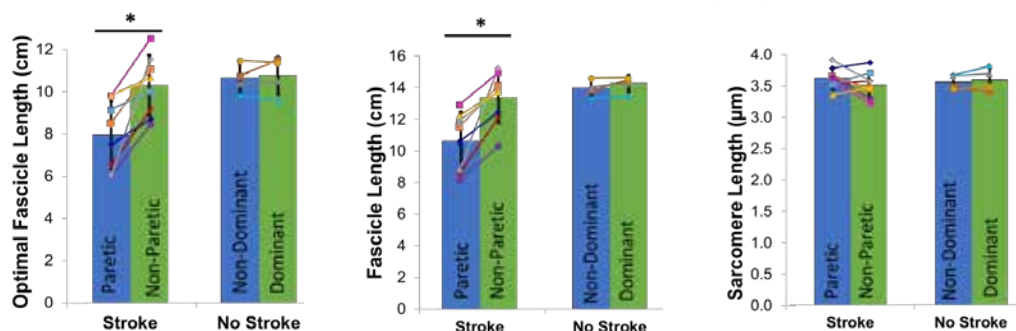 Optimal Fascicle Length (cm)
12
10
8
6
4
2
0
*
Paretic
Non-Paretic
Non-Dominant
Dominant
Stroke
No Stroke
Fascicle Length (cm)
16
14
12
10
8
6
4
2
0
*
Paretic
Non-Paretic
Non-Dominant
Dominant
Stroke
No Stroke
Sarcomere Length (µm)
4.0
3.5
3.0
2.5
2.0
1.5
1.0
0.5
0.0
Paretic
Non-Paretic
Non-Dominant
Dominant
Stroke
No Stroke